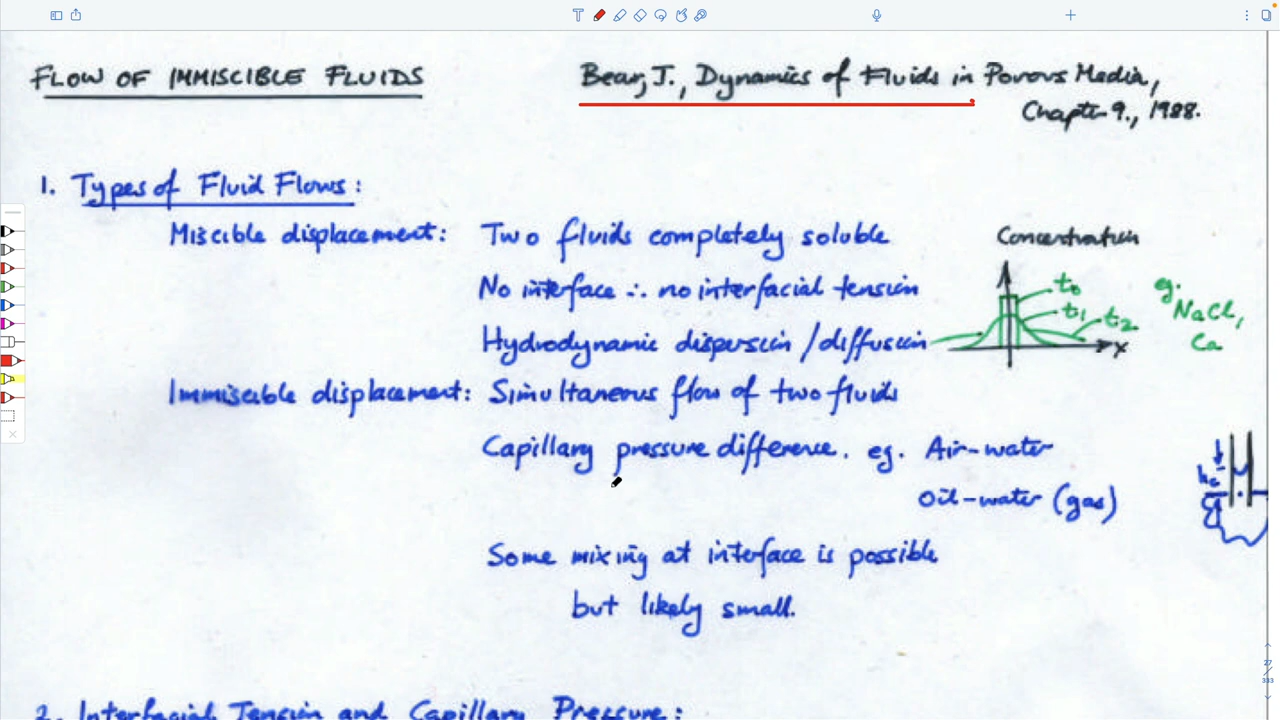 FLOW OF IMMISCIBLE FLUIDS
Bear, J., Dynamics of Fluids in Porous Media,
Chapter 9., 1988.
1. Types of Fluid Flows:
Miscible displacement: Two fluids completely soluble
No interface ∴ no interfacial tension
Hydrodynamic dispersion / diffusion
Concentration
t0
t1
t2
x
eg.
NaCl,
Ca
Immiscible displacement: Simultaneous flow of two fluids
Capillary pressure difference. eg. Air-water
Oil-water (gas)
hc
Some mixing at interface is possible
but likely small.
2. Interfacial Tension and Capillary Pressure:
27
333